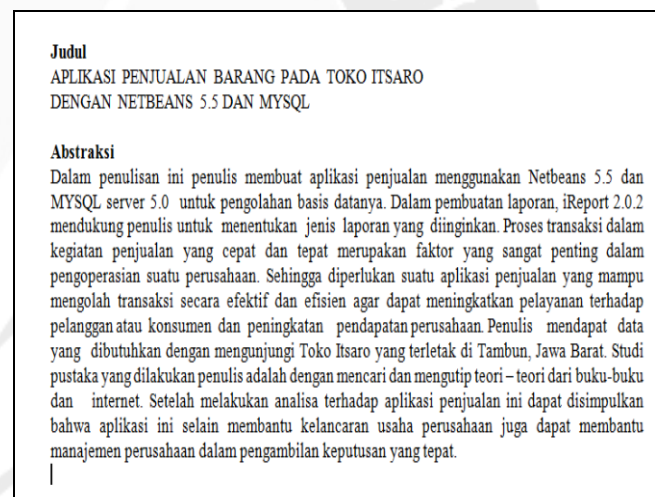 Judul
APLIKASI PENJUALAN BARANG PADA TOKO ITSARO
DENGAN NETBEANS 5.5 DAN MYSQL
Abstraksi
Dalam penulisan ini penulis membuat aplikasi penjualan menggunakan Netbeans 5.5 dan
MYSQL server 5.0 untuk pengolahan basis datanya. Dalam pembuatan laporan, iReport 2.0.2
mendukung penulis untuk menentukan jenis laporan yang diinginkan. Proses transaksi dalam
kegiatan penjualan yang cepat dan tepat merupakan faktor yang sangat penting dalam
pengoperasian suatu perusahaan. Sehingga diperlukan suatu aplikasi penjualan yang mampu
mengolah transaksi secara efektif dan efisien agar dapat meningkatkan pelayanan terhadap
pelanggan atau konsumen dan peningkatan pendapatan perusahaan. Penulis mendapat data
yang dibutuhkan dengan mengunjungi Toko Itsaro yang terletak di Tambun, Jawa Barat. Studi
pustaka yang dilakukan penulis adalah dengan mencari dan mengutip teori – teori dari buku-buku
dan internet. Setelah melakukan analisa terhadap aplikasi penjualan ini dapat disimpulkan
bahwa aplikasi ini selain membantu kelancaran usaha perusahaan juga dapat membantu
manajemen perusahaan dalam pengambilan keputusan yang tepat.